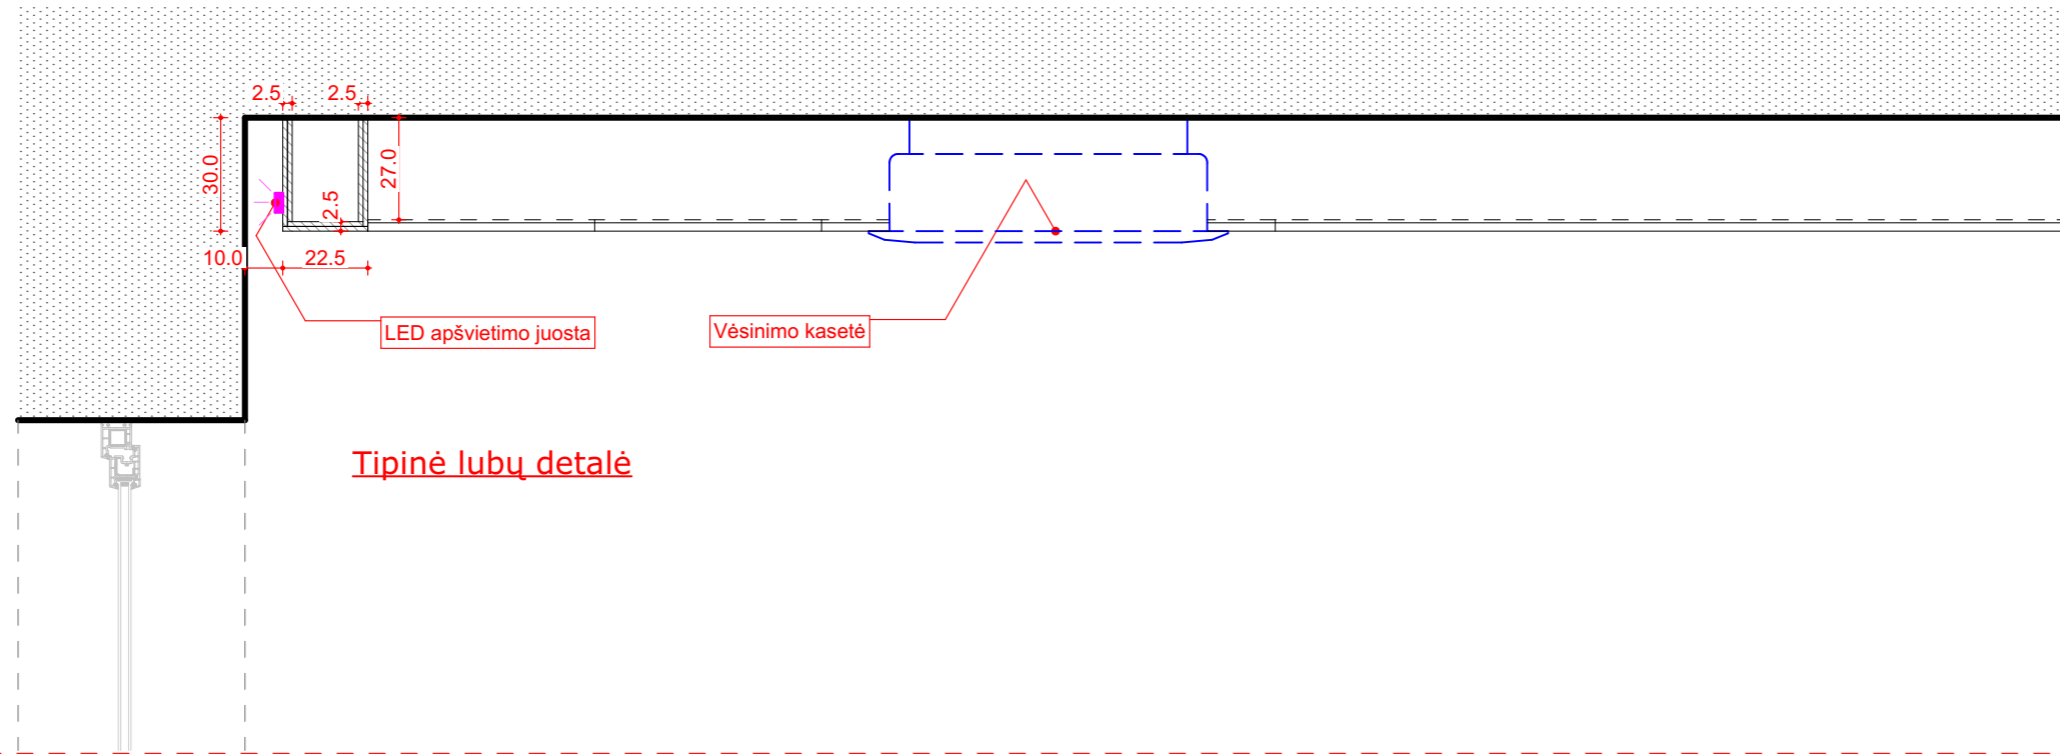 2.5 2.5
30.0
27.0
2.5
10.0 22.5
LED apšvietimo juosta
Vėsinimo kasetė
Tipinė lubų detalė